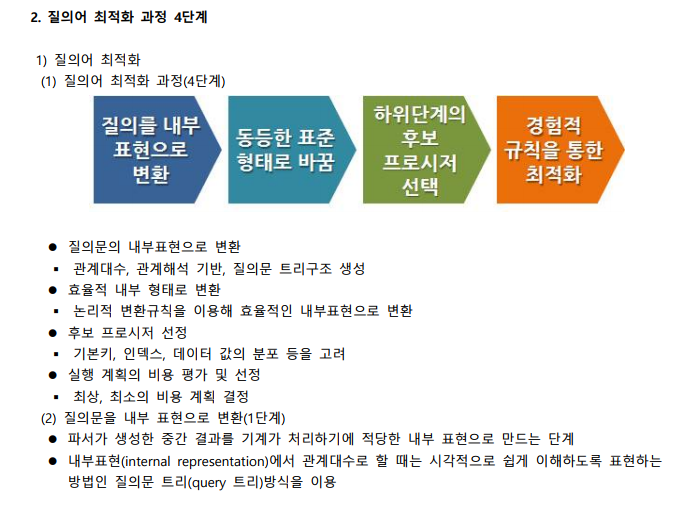 2. 질의어 최적화 과정 4단계
1) 질의어 최적화
(1) 질의어 최적화 과정(4단계)
질의를 내부
표현으로
변환
동등한 표준
형태로 바꿈
하위단계의
후보
프로시저
선택
경험적
규칙을 통한
최적화
● 질의문의 내부표현으로 변환
▪ 관계대수, 관계해석 기반, 질의문 트리구조 생성
● 효율적 내부 형태로 변환
▪ 논리적 변환규칙을 이용해 효율적인 내부표현으로 변환
● 후보 프로시저 선정
▪ 기본키, 인덱스, 데이터 값의 분포 등을 고려
● 실행 계획의 비용 평가 및 선정
▪ 최상, 최소의 비용 계획 결정
(2) 질의문을 내부 표현으로 변환(1단계)
● 파서가 생성한 중간 결과를 기계가 처리하기에 적당한 내부 표현으로 만드는 단계
● 내부표현(internal representation)에서 관계대수로 할 때는 시각적으로 쉽게 이해하도록 표현하는
방법인 질의문 트리(query 트리)방식을 이용